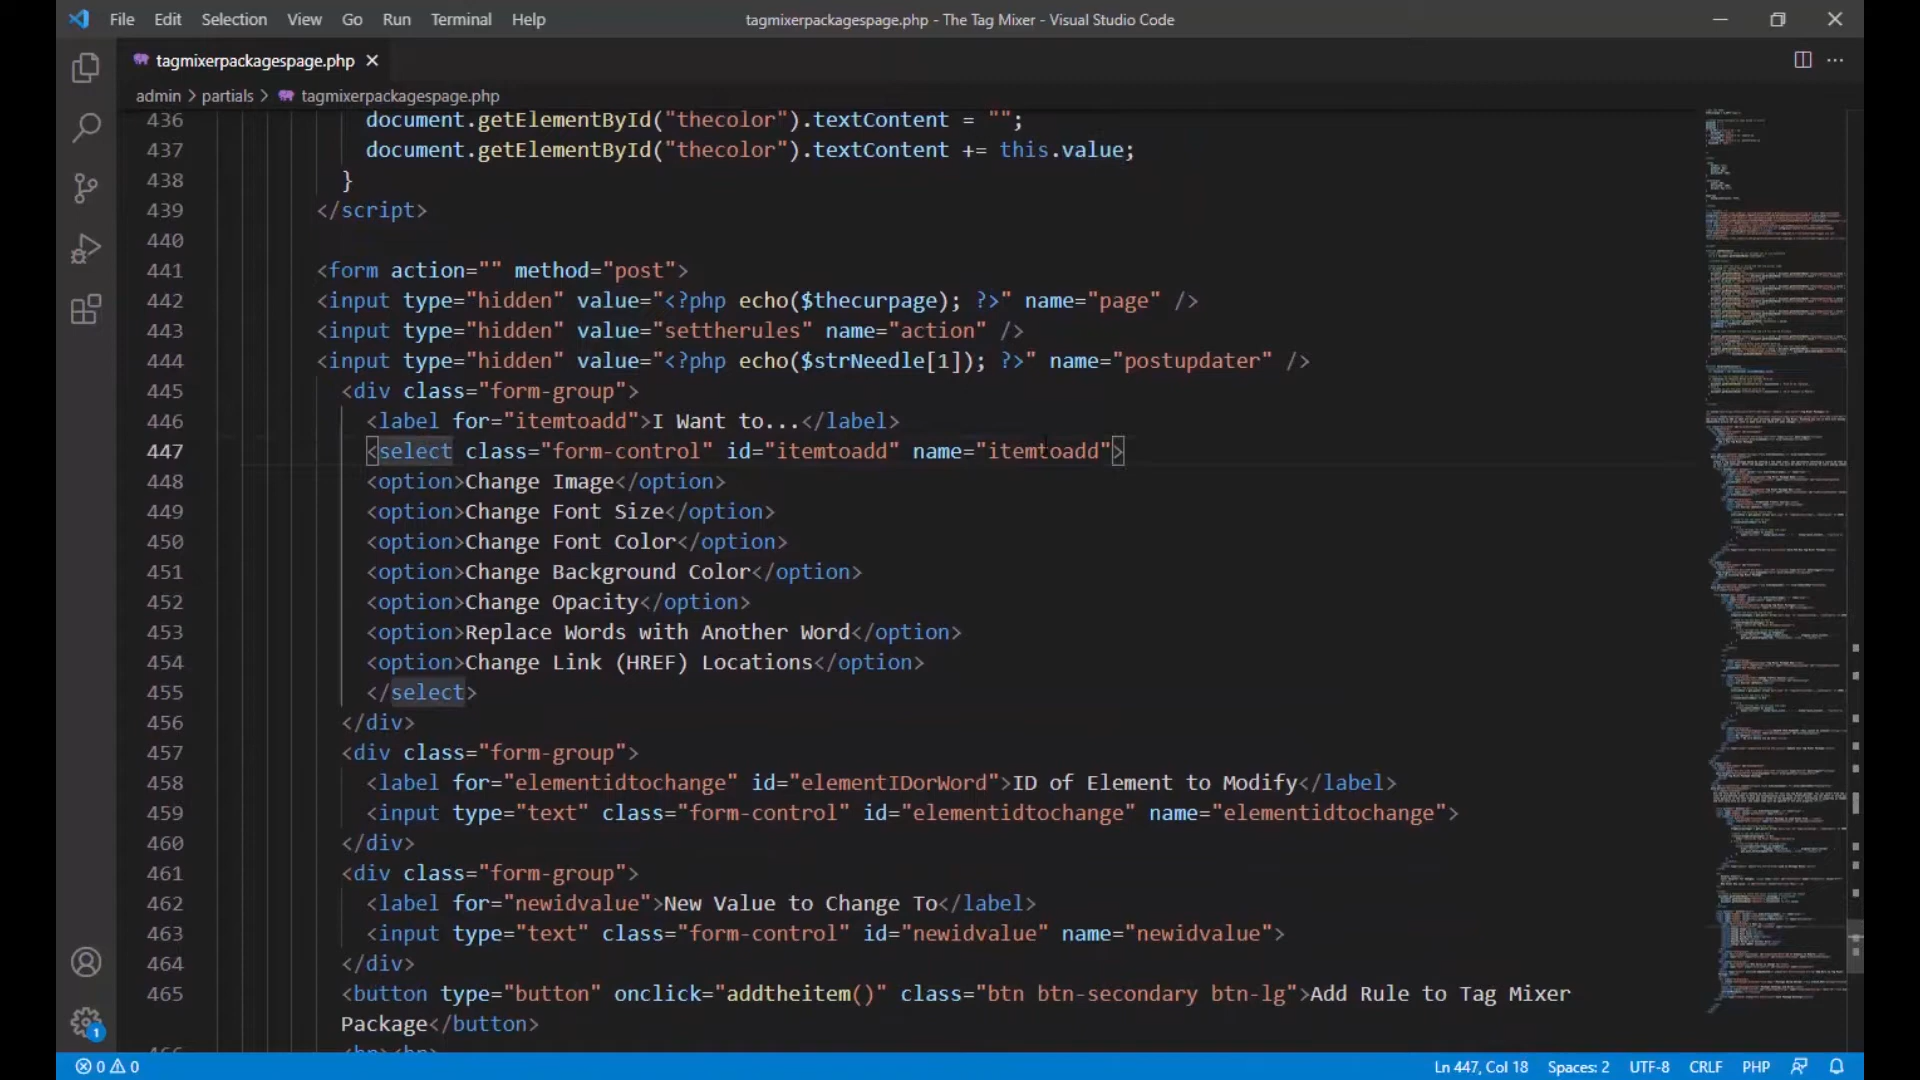 File Edit Selection View Go Run Terminal Help tagmixerpackagespage.php - The Tag Mixer - Visual Studio Code
tagmixerpackagespage.php
admin > partials > tagmixerpackagespage.php
436 document.getElementById("thecolor").textContent = "";
437 document.getElementById("thecolor").textContent += this.value;
438 }
439 </script>
440
441 <form action="" method="post">
442 <input type="hidden" value="<?php echo($thecurpage); ?>" name="page" />
443 <input type="hidden" value="settherules" name="action" />
444 <input type="hidden" value="<?php echo($strNeedle[1]); ?>" name="postupdater" />
445 <div class="form-group">
446 <label for="itemtoadd">I Want to...</label>
447 <select class="form-control" id="itemtoadd" name="itemtoadd">
448 <option>Change Image</option>
449 <option>Change Font Size</option>
450 <option>Change Font Color</option>
451 <option>Change Background Color</option>
452 <option>Change Opacity</option>
453 <option>Replace Words with Another Word</option>
454 <option>Change Link (HREF) Locations</option>
455 </select>
456 </div>
457 <div class="form-group">
458 <label for="elementidtochange" id="elementIDorWord">ID of Element to Modify</label>
459 <input type="text" class="form-control" id="elementidtochange" name="elementidtochange">
460 </div>
461 <div class="form-group">
462 <label for="newidvalue">New Value to Change To</label>
463 <input type="text" class="form-control" id="newidvalue" name="newidvalue">
464 </div>
465 <button type="button" onclick="addtheitem()" class="btn btn-secondary btn-lg">Add Rule to Tag Mixer
Package</button>
1
0 0 Ln 447, Col 18 Spaces: 2 UTF-8 CRLF PHP